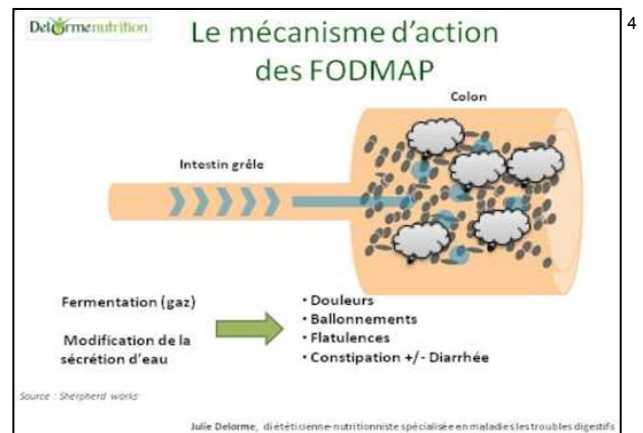 Delormenutrition
Le mécanisme d'action
des FODMAP
4
Colon
Intestin grêle
Fermentation (gaz)
Modification de la
sécrétion d'eau
• Douleurs
• Ballonnements
• Flatulences
• Constipation +/- Diarrhée
Source : Sherpherd works
Julie Delorme, diététicienne-nutritionniste spécialisée en maladies les troubles digestifs